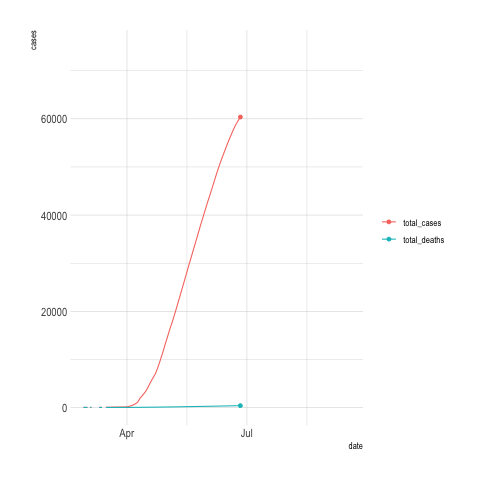 cases
60000
40000
20000
0
Apr
Jul
date
total_cases
total_deaths